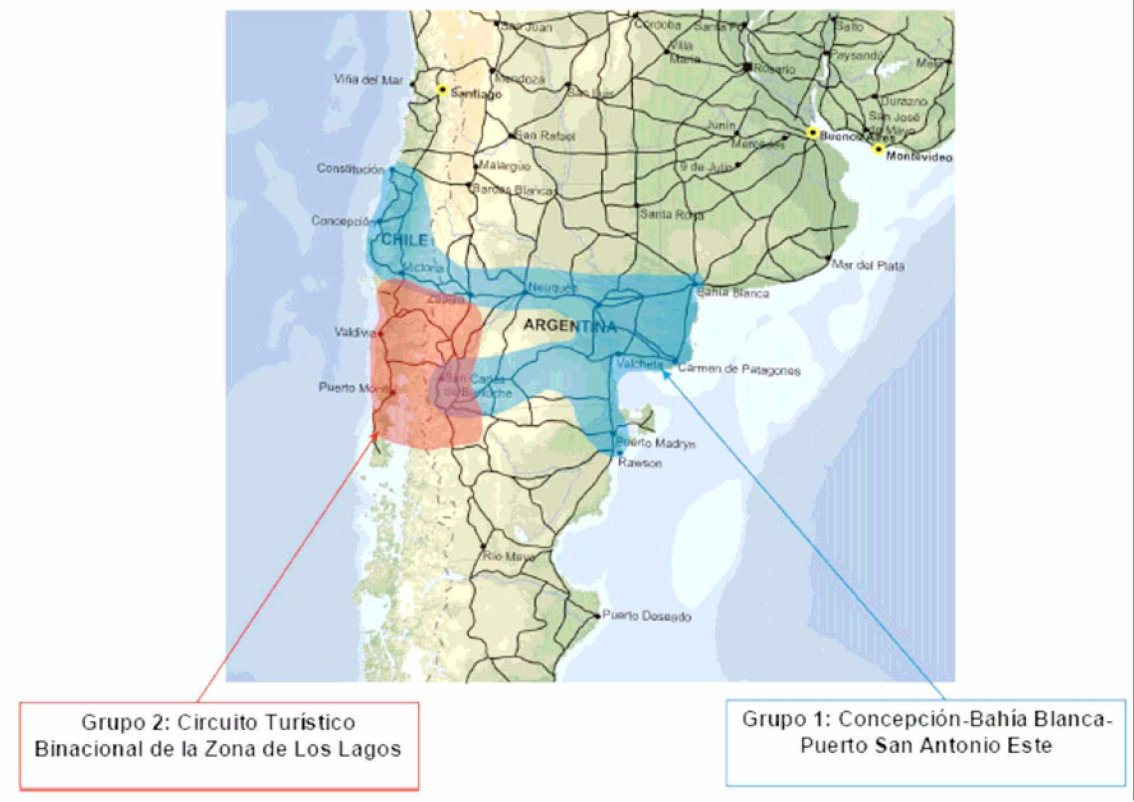 San Juan
Córdoba
Santa Fe
Salto
Villa
María
Paysandú
Viña del Mar
Mendoza
Rosario
Santiago
San Luis
Durazno
San José
de Mayo
Junín
Buenos Aires
San Rafael
Mercedes
Montevideo
Constitución
Malargüe
9 de Julio
Bardas Blancas
Concepción
Santa Rosa
CHILE
Victoria
Mar del Plata
Zapala
Neuquén
Bahía Blanca
ARGENTINA
Valdivia
Valcheta
Carmen de Patagones
San Carlos
de Bariloche
Puerto Montt
Puerto Madryn
Rawson
Río Mayo
Puerto Deseado
Grupo 2: Circuito Turístico
Binacional de la Zona de Los Lagos
Grupo 1: Concepción-Bahía Blanca-
Puerto San Antonio Este